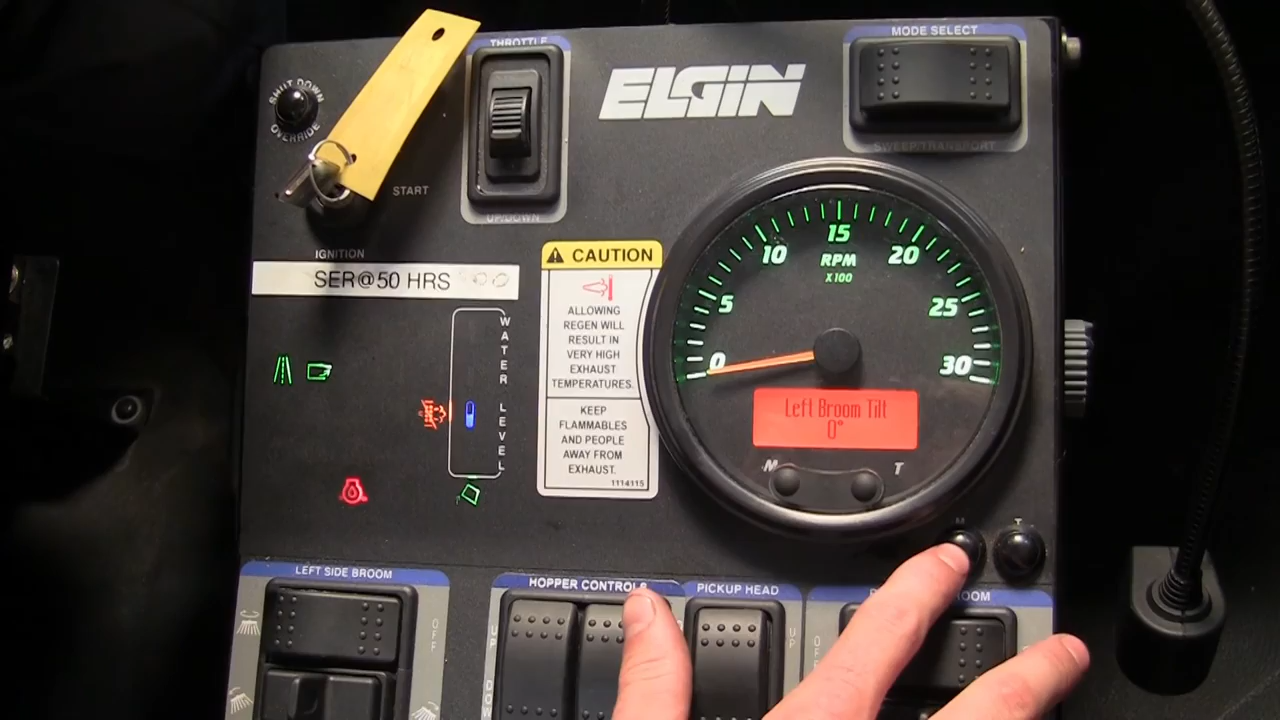 THROTTLE
MODE SELECT
SHUT DOWN
OVERRIDE
ELGIN
SWEEP/TRANSPORT
START
UP/DOWN
IGNITION
SER@50 HRS
CAUTION
ALLOWING
REGEN WILL
RESULT IN
VERY HIGH
EXHAUST
TEMPERATURES.
KEEP
FLAMMABLES
AND PEOPLE
AWAY FROM
EXHAUST.
1114115
WATER LEVEL
0
5
10
15
20
25
30
RPM
X100
Left Broom Tilt
0°
M T
M T
LEFT SIDE BROOM
HOPPER CONTROLS
PICKUP HEAD
OFF
UP
DOW
UP
OFF